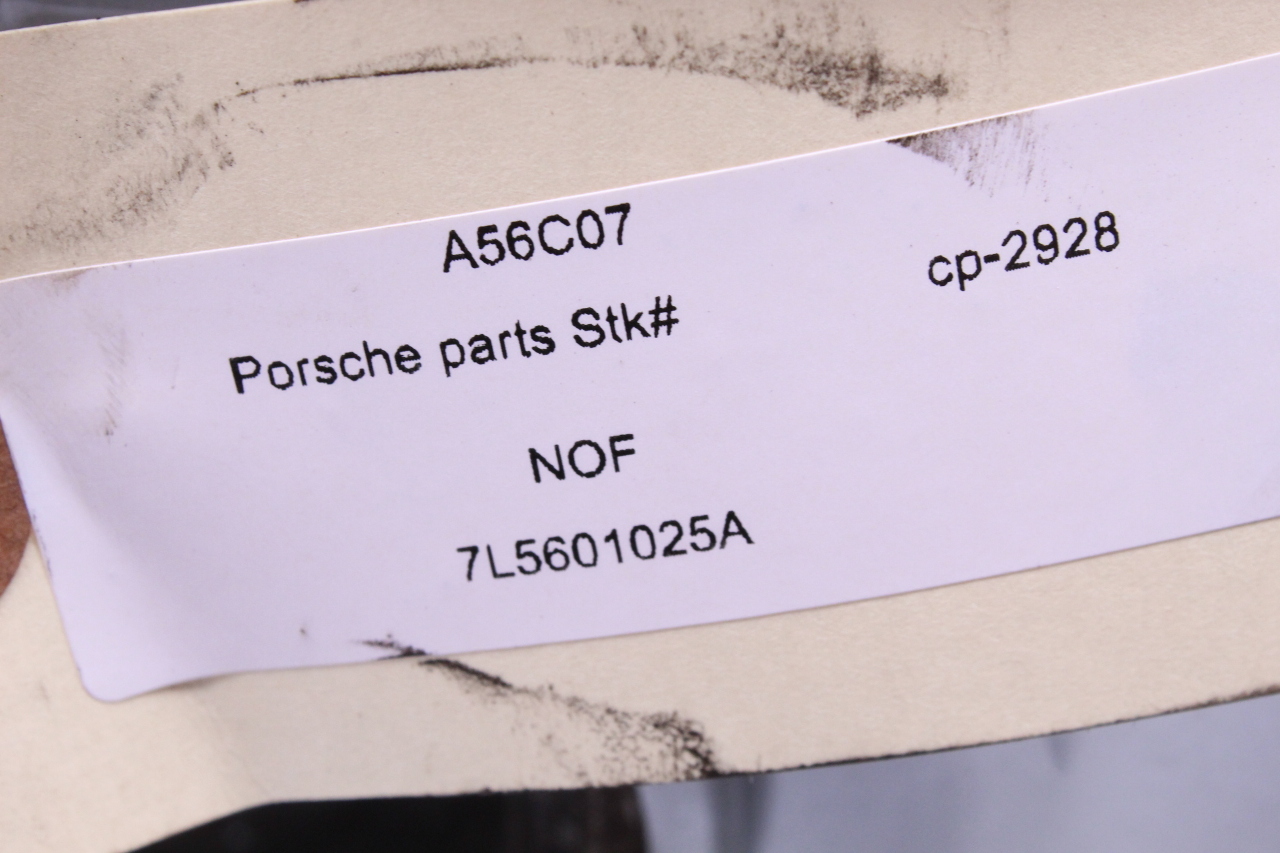 A56C07
cp-2928
Porsche parts Stk#
NOF
7L5601025A